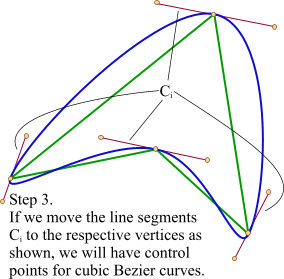 Cᵢ
Step 3.
If we move the line segments
Cᵢ to the respective vertices as
shown, we will have control
points for cubic Bezier curves.